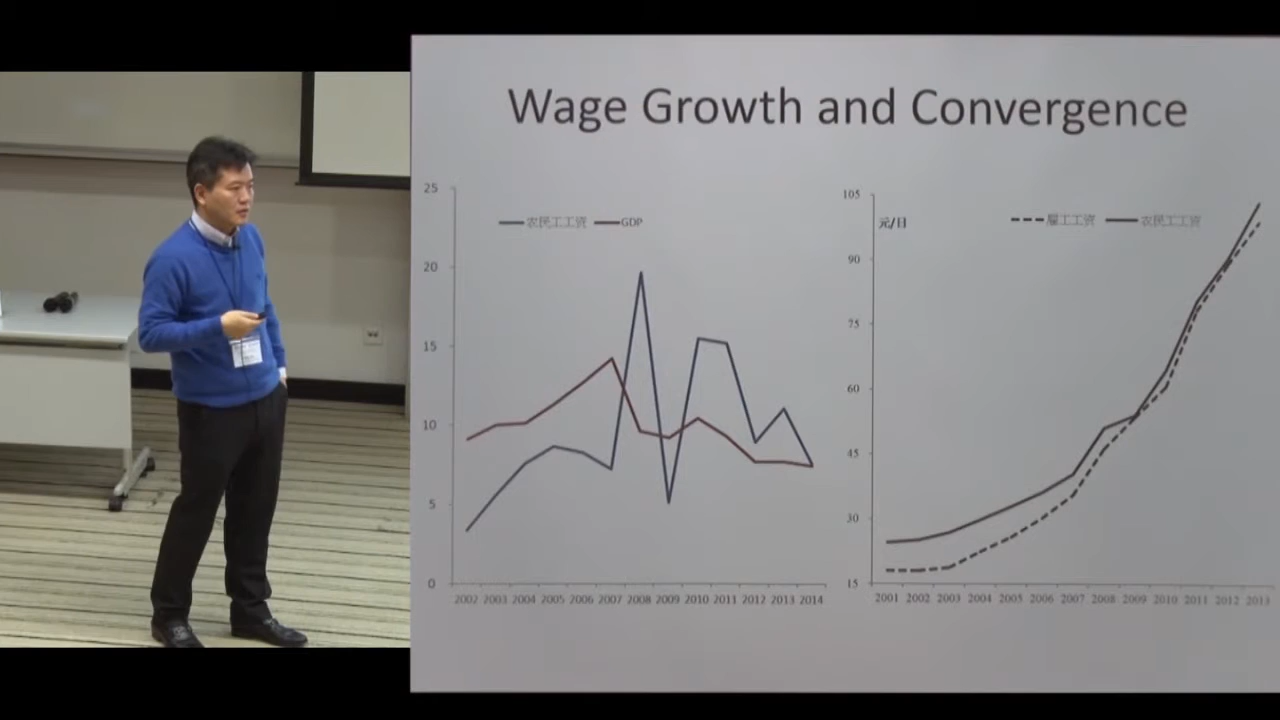 Wage Growth and Convergence
25
20
15
10
5
0
农民工工资 GDP
2002 2003 2004 2005 2006 2007 2008 2009 2010 2011 2012 2013 2014
105
90
75
60
45
30
15
元/日
雇工工资 农民工工资
2001 2002 2003 2004 2005 2006 2007 2008 2009 2010 2011 2012 2013